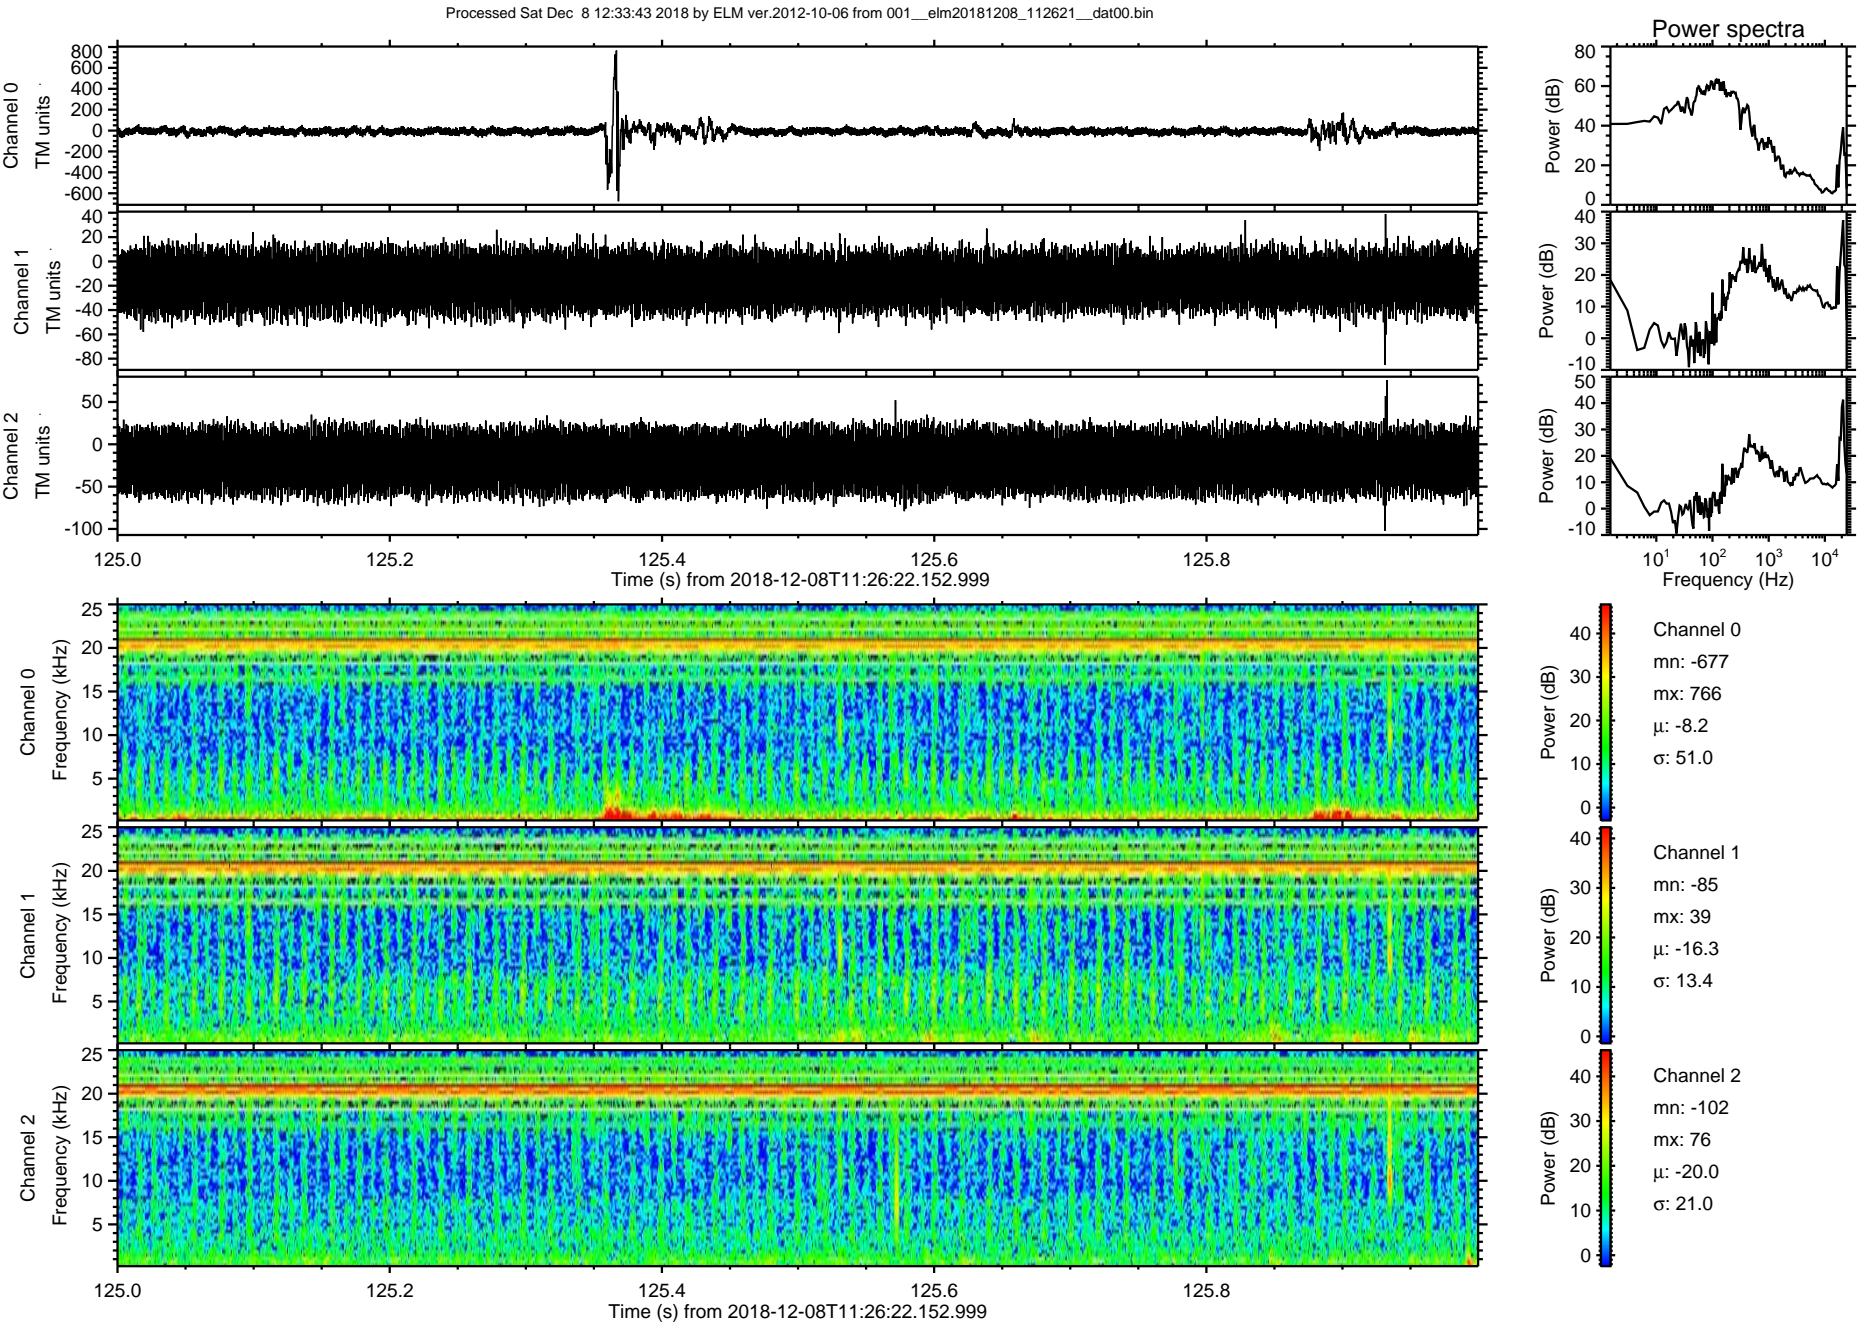 Processed Sat Dec  8 12:33:43 2018 by ELM ver.2012-10-06 from 001__elm20181208_112621__dat00.bin
Power spectra
Channel 0
TM units
800
600
400
200
0
-200
-400
-600
Power (dB)
80
60
40
20
0
Channel 1
TM units
40
20
0
-20
-40
-60
-80
Power (dB)
40
30
20
10
0
-10
Channel 2
TM units
50
0
-50
-100
Power (dB)
50
40
30
20
10
0
-10
125.0 125.2 125.4 125.6 125.8
Time (s) from 2018-12-08T11:26:22.152.999
10¹ 10² 10³ 10⁴
Frequency (Hz)
Channel 0
Frequency (kHz)
25
20
15
10
5
Power (dB)
40
30
20
10
0
Channel 0
mn: -677
mx: 766
μ: -8.2
σ: 51.0
Channel 1
Frequency (kHz)
25
20
15
10
5
Power (dB)
40
30
20
10
0
Channel 1
mn: -85
mx: 39
μ: -16.3
σ: 13.4
Channel 2
Frequency (kHz)
25
20
15
10
5
Power (dB)
40
30
20
10
0
Channel 2
mn: -102
mx: 76
μ: -20.0
σ: 21.0
125.0 125.2 125.4 125.6 125.8
Time (s) from 2018-12-08T11:26:22.152.999